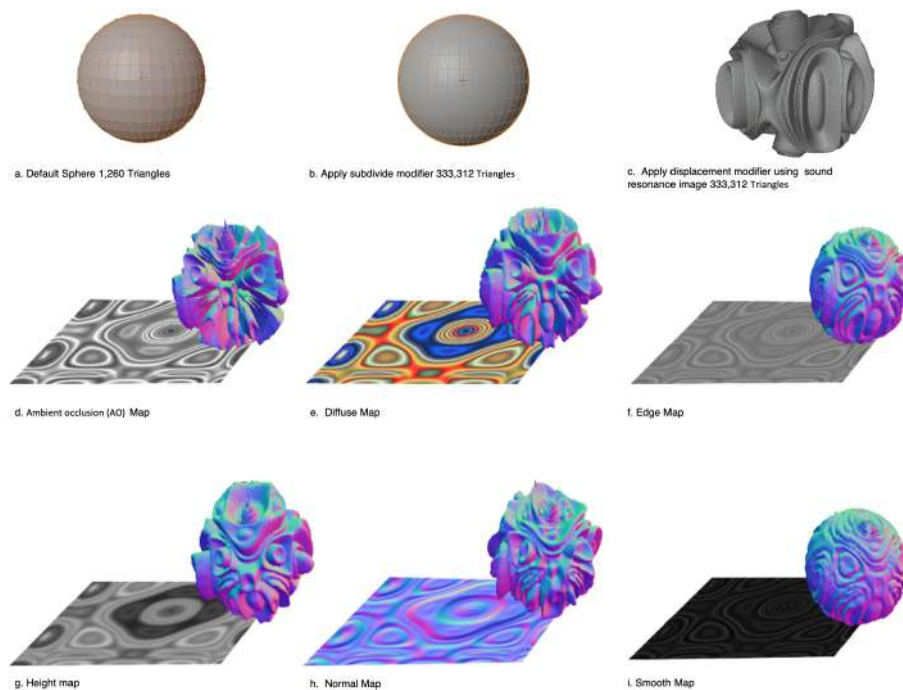 a. Default Sphere 1,260 Triangles
b. Apply subdivide modifier 333,312 Triangles
c. Apply displacement modifier using sound
resonance image 333,312 Triangles
d. Ambient occlusion (AO) Map
e. Diffuse Map
f. Edge Map
g. Height map
h. Normal Map
i. Smooth Map